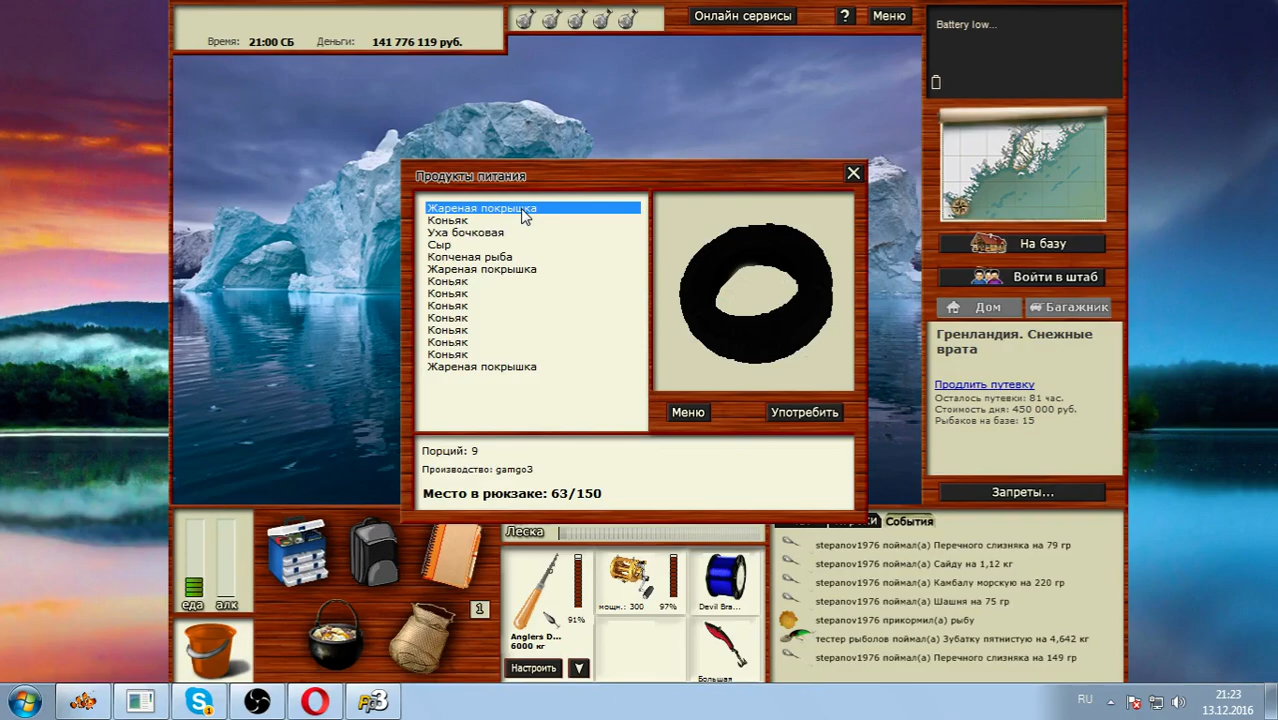 Время: 21:00 СБ Деньги: 141 776 119 руб.
Онлайн сервисы
?
Меню
Battery low...
На базу
Войти в штаб
Дом
Багажник
Гренландия. Снежные
врата
Продлить путевку
Осталось путевки: 81 час.
Стоимость дня: 450 000 руб.
Рыбаков на базе: 15
Запреты...
Продукты питания
Жареная покрышка
Коньяк
Уха бочковая
Сыр
Копченая рыба
Жареная покрышка
Коньяк
Коньяк
Коньяк
Коньяк
Коньяк
Коньяк
Коньяк
Жареная покрышка
Меню
Употребить
Порций: 9
Производство: gamgo3
Место в рюкзаке: 63/150
еда
алк
1
Леска
91%
Anglers D...
6000 кг
Настроить
мощн.: 300
97%
Devil Bra...
Большая
События
stepanov1976 поймал(а) Перечного слизняка на 79 гр
stepanov1976 поймал(а) Сайду на 1,12 кг
stepanov1976 поймал(а) Камбалу морскую на 220 гр
stepanov1976 поймал(а) Шашня на 75 гр
stepanov1976 прикормил(а) рыбу
тестер рыболов поймал(а) Зубатку пятнистую на 4,642 кг
stepanov1976 поймал(а) Перечного слизняка на 149 гр
RU
21:23
13.12.2016